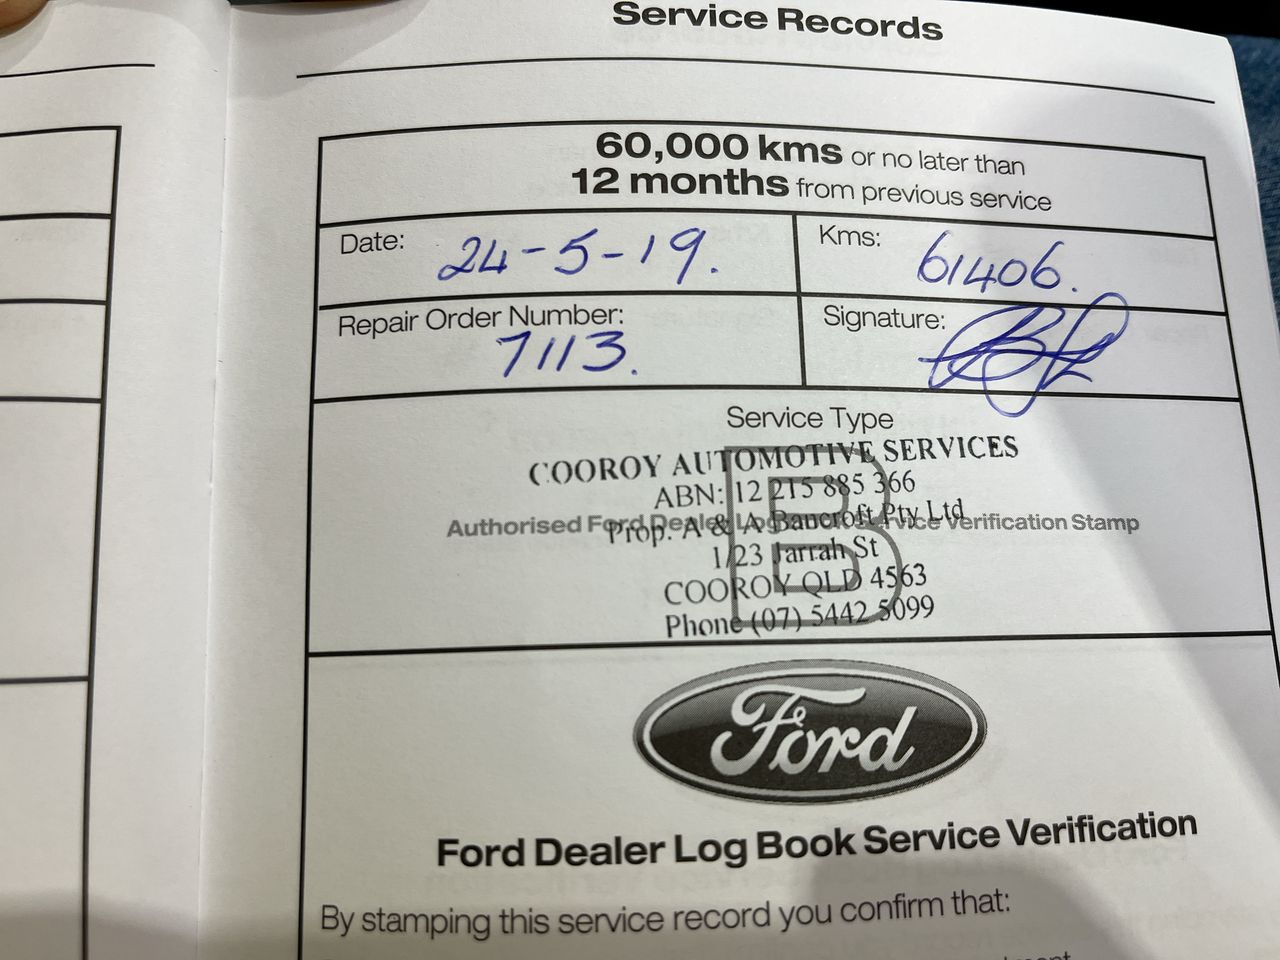 Service Records
60,000 kms or no later than
12 months from previous service
Date: 24-5-19.
Kms: 61406.
Repair Order Number:
7113.
Signature:
Service Type
B
COOROY AUTOMOTIVE SERVICES
ABN: 12 215 885 366
Authorised Ford Dealer Log Service Verification Stamp
Prop. A & A Bancroft Pty Ltd
1/23 Jarrah St
COOROY QLD 4563
Phone (07) 5442 5099
Ford
Ford Dealer Log Book Service Verification
By stamping this service record you confirm that: